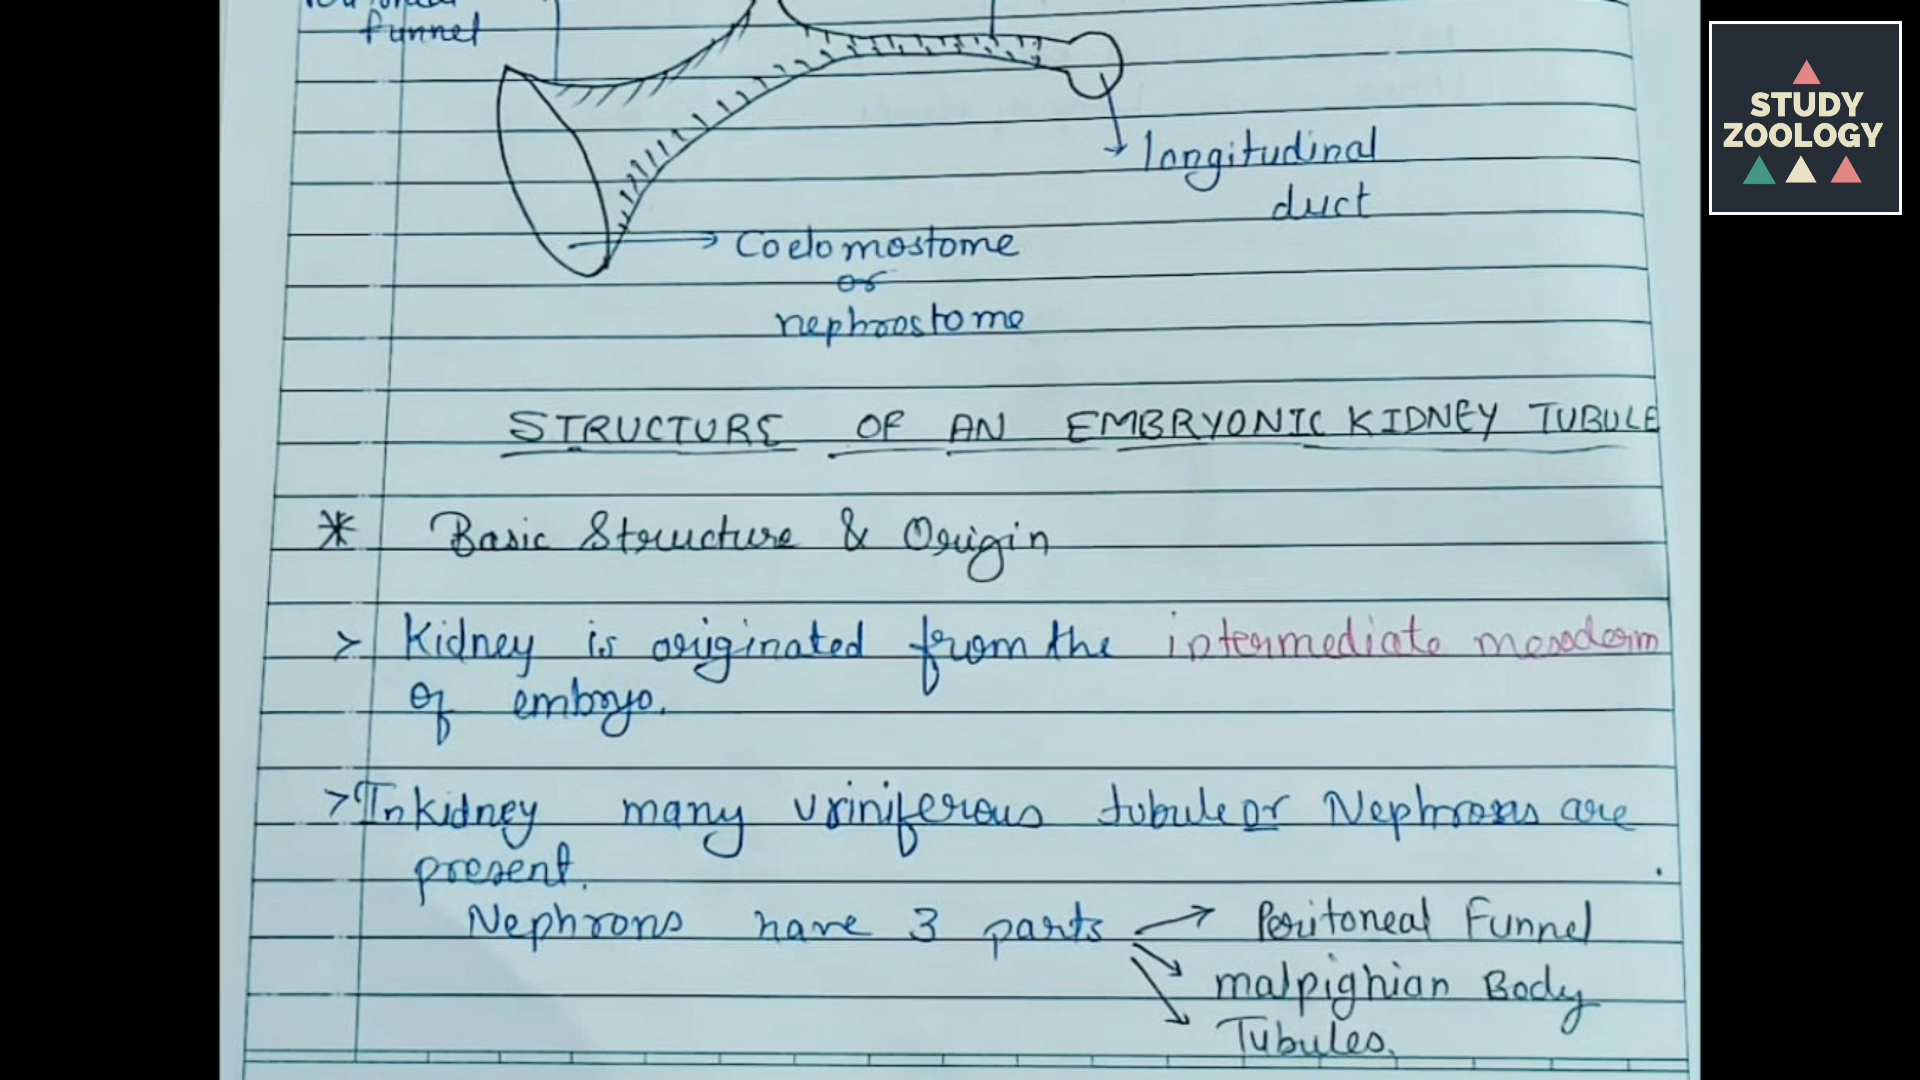 funnel
longitudinal
duct
Coelomostome
or
nephrostome
STRUCTURE OF AN EMBRYONIC KIDNEY TUBULE
* Basic Structure & Origin
> Kidney is originated from the intermediate mesoderm
of embryo.
> In kidney many uriniferous tubule or Nephrons are
present.
Nephrons have 3 parts → Peritoneal Funnel
→ malpighian Body
→ Tubules.
STUDY
ZOOLOGY